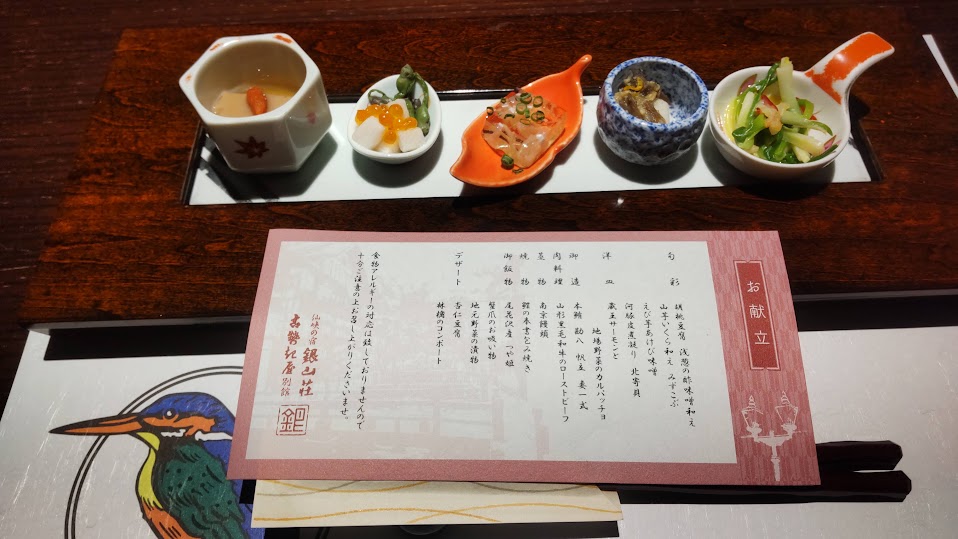 お献立
旬彩
胡桃豆腐 浅葱の酢味噌和え
山芋いくら和え みずこぶ
えび芋あけび味噌
河豚皮煮凝り 北寄貝
洋皿
蔵王サーモンと
地場野菜のカルパッチョ
御造
本鮪 勘八 帆立 妻一式
肉料理
山形黒毛和牛のローストビーフ
蒸物
南京饅頭
焼物
鰆の奉書包み焼き
御飯物
尾花沢産 つや姫
蟹爪のお吸い物
地元野菜の漬物
デザート
杏仁豆腐
林檎のコンポート
食物アレルギーの対応は致しておりませんので
十分ご注意の上お召し上がりくださいませ。
仙峡の宿 銀山荘
古勢起屋 別館